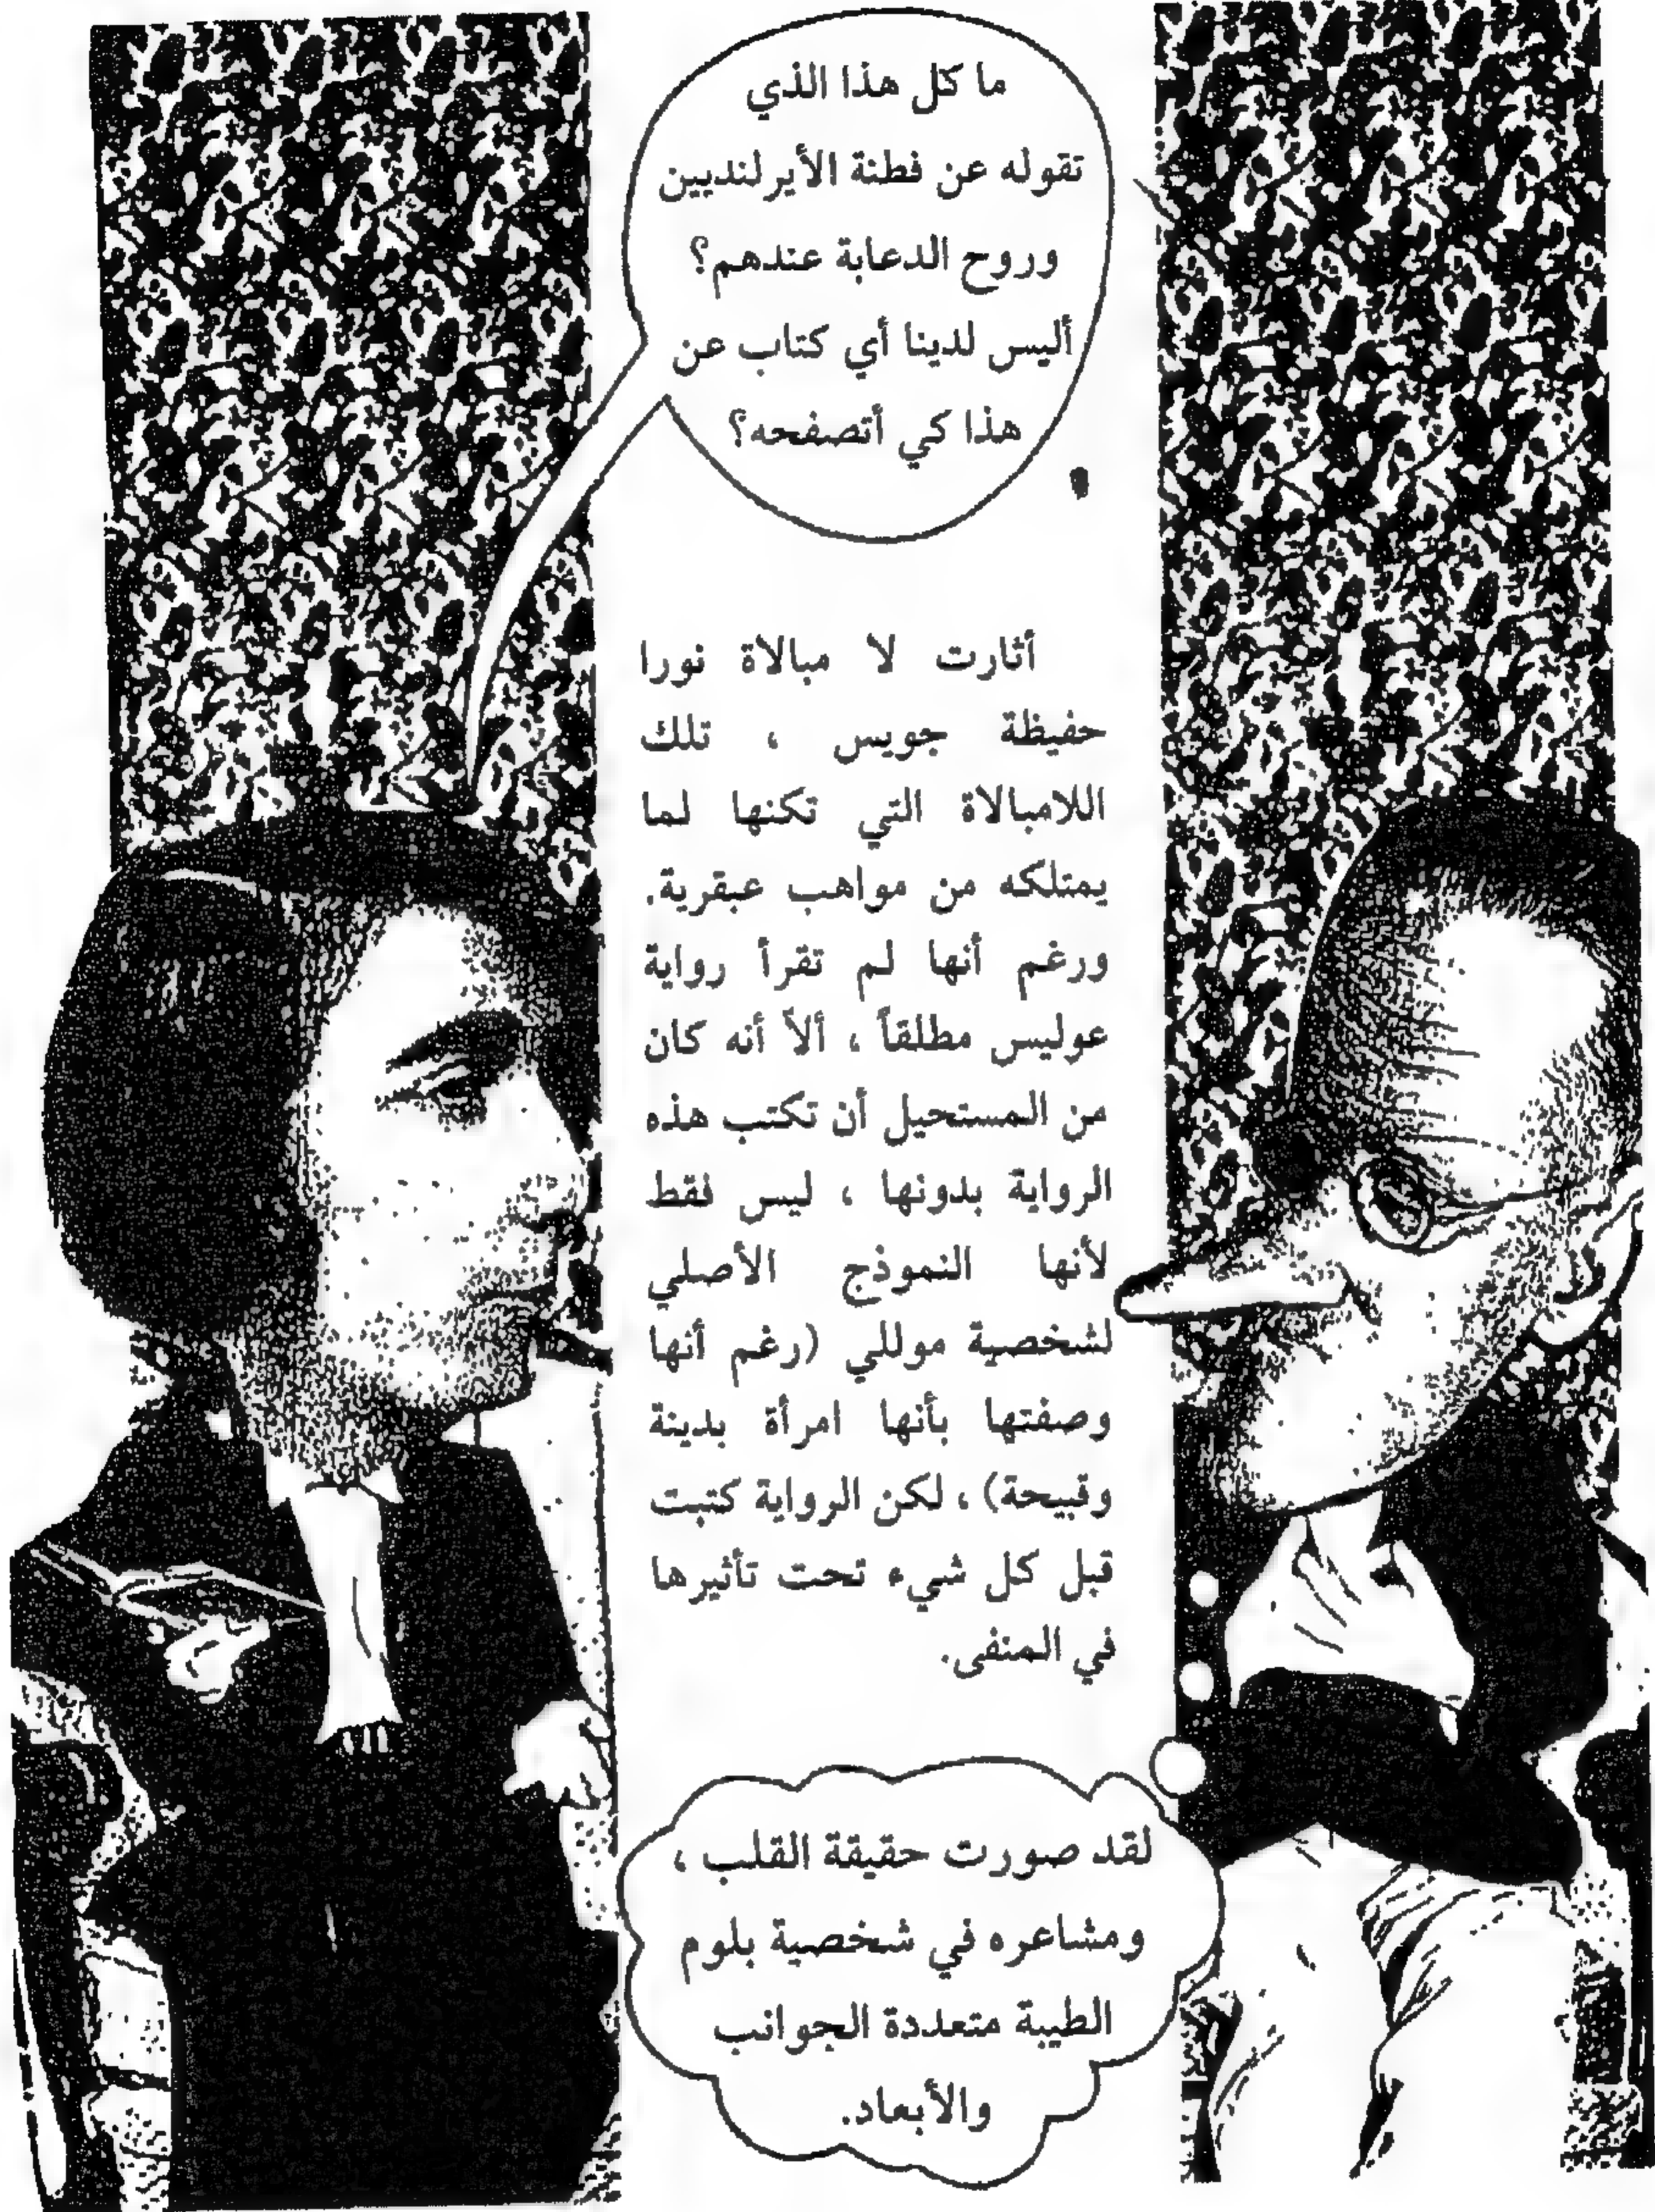 ما كل هذا الذي
تقوله عن فطنة الأيرلنديين
وروح الدعابة عندهم؟
أليس لدينا أي كتاب عن
هذا كي أتصفحه؟
أثارت لا مبالاة نورا
حفيظة جويس ، تلك
اللامبالاة التي تكنها لما
يمتلكه من مواهب عبقرية.
ورغم أنها لم تقرأ رواية
عوليس مطلقاً ، ألاّ أنه كان
من المستحيل أن تكتب هذه
الرواية بدونها ، ليس فقط
لأنها النموذج الأصلي
لشخصية موللي (رغم أنها
وصفتها بأنها امرأة بدينة
وقبيحة) ، لكن الرواية كتبت
قبل كل شيء تحت تأثيرها
في المنفى.
لقد صورت حقيقة القلب ،
ومشاعره في شخصية بلوم
الطيبة متعددة الجوانب
والأبعاد.